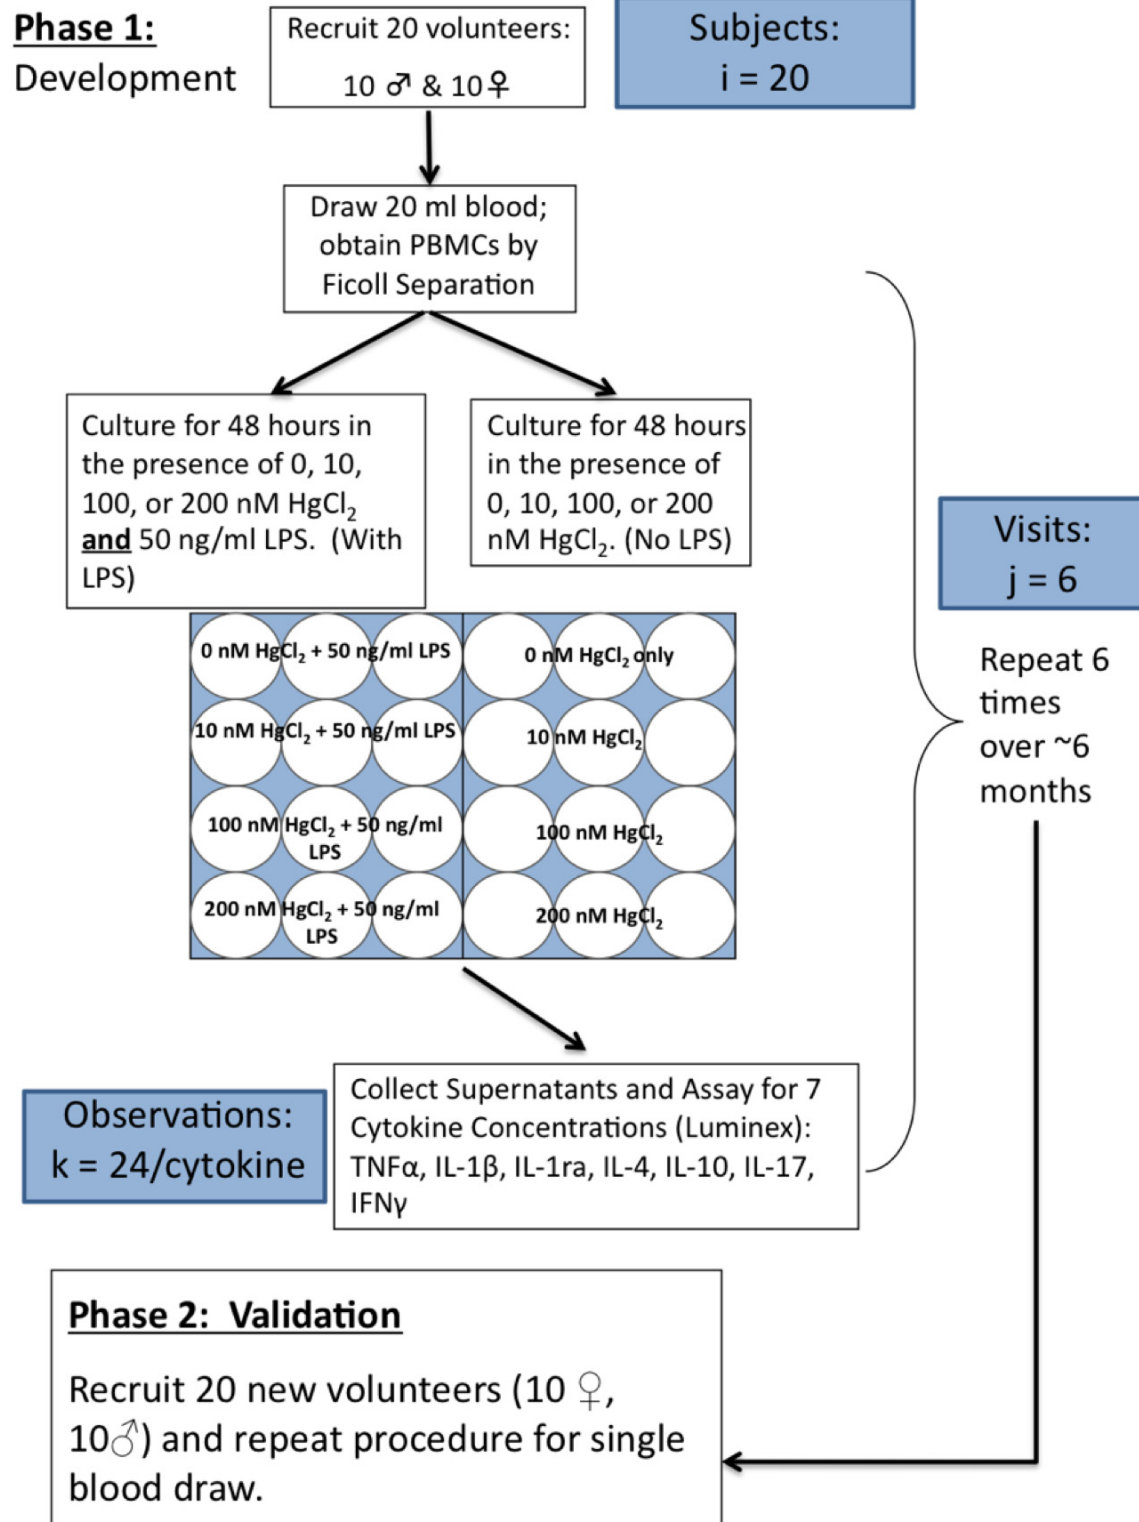 Phase 1:
Development
Recruit 20 volunteers:
10 ♂ & 10♀
Subjects:
i = 20
Draw 20 ml blood;
obtain PBMCs by
Ficoll Separation
Culture for 48 hours in
the presence of 0, 10,
100, or 200 nM HgCl₂
and 50 ng/ml LPS. (With
LPS)
Culture for 48 hours
in the presence of
0, 10, 100, or 200
nM HgCl₂. (No LPS)
Visits:
j = 6
Repeat 6
times
over ~6
months
0 nM HgCl₂ + 50 ng/ml LPS
0 nM HgCl₂ only
10 nM HgCl₂ + 50 ng/ml LPS
10 nM HgCl₂
100 nM HgCl₂ + 50 ng/ml
LPS
100 nM HgCl₂
200 nM HgCl₂ + 50 ng/ml
LPS
200 nM HgCl₂
Observations:
k = 24/cytokine
Collect Supernatants and Assay for 7
Cytokine Concentrations (Luminex):
TNFα, IL-1β, IL-1ra, IL-4, IL-10, IL-17,
IFNγ
Phase 2: Validation
Recruit 20 new volunteers (10 ♀,
10♂) and repeat procedure for single
blood draw.